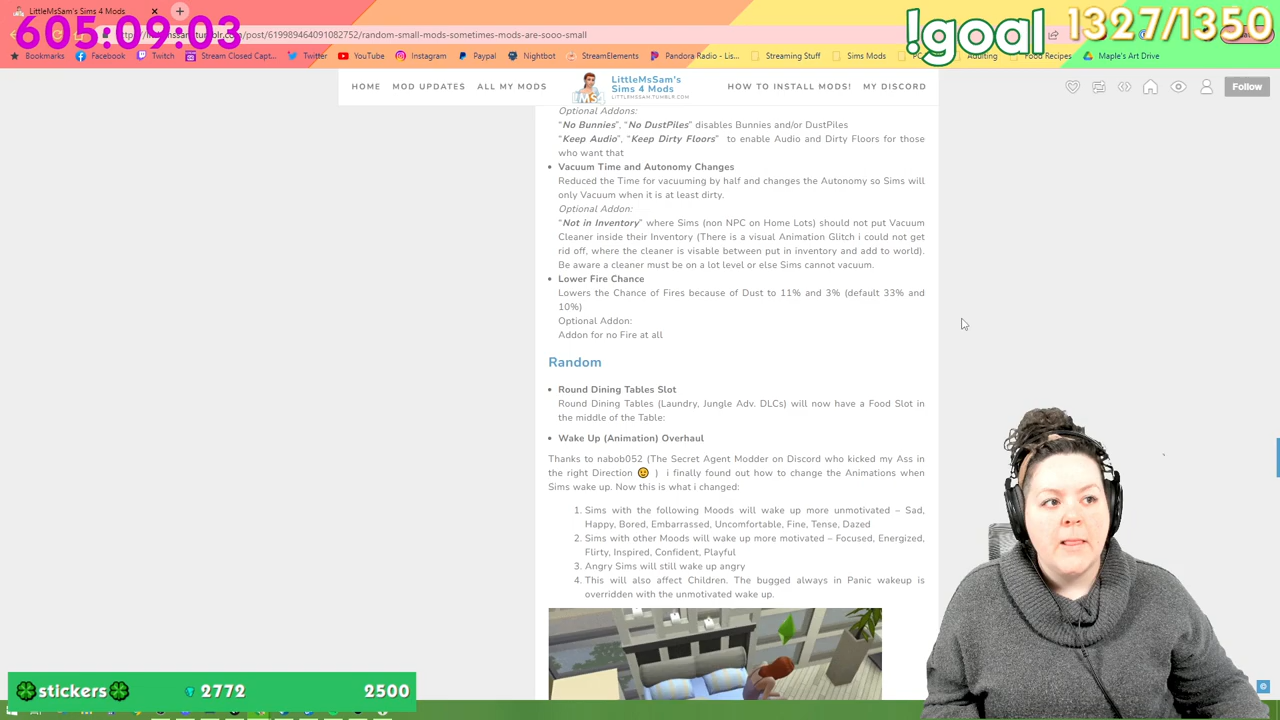 LittleMsSam's Sims 4 Mods
605:09:03
tumblr.com/post/619989464091082752/random-small-mods-sometimes-mods-are-sooo-small
!goal
1327/1350
Bookmarks Facebook Twitch Stream Closed Capt... Twitter YouTube Instagram Paypal Nightbot StreamElements Pandora Radio - Lis... Streaming Stuff Sims Mods Adulting Food Recipes Maple's Art Drive
HOME MOD UPDATES ALL MY MODS
LittleMsSam's
Sims 4 Mods
LITTLEMSSAM.TUMBLR.COM
MS
HOW TO INSTALL MODS! MY DISCORD
Follow
Optional Addons:
"No Bunnies", "No DustPiles" disables Bunnies and/or DustPiles
"Keep Audio", "Keep Dirty Floors" to enable Audio and Dirty Floors for those
who want that
• Vacuum Time and Autonomy Changes
Reduced the Time for vacuuming by half and changes the Autonomy so Sims will
only Vacuum when it is at least dirty.
Optional Addon:
"Not in Inventory" where Sims (non NPC on Home Lots) should not put Vacuum
Cleaner inside their Inventory (There is a visual Animation Glitch i could not get
rid off, where the cleaner is visable between put in inventory and add to world).
Be aware a cleaner must be on a lot level or else Sims cannot vacuum.
• Lower Fire Chance
Lowers the Chance of Fires because of Dust to 11% and 3% (default 33% and
10%)
Optional Addon:
Addon for no Fire at all
Random
• Round Dining Tables Slot
Round Dining Tables (Laundry, Jungle Adv. DLCs) will now have a Food Slot in
the middle of the Table:
• Wake Up (Animation) Overhaul
Thanks to nabob052 (The Secret Agent Modder on Discord who kicked my Ass in
the right Direction 😉 ) i finally found out how to change the Animations when
Sims wake up. Now this is what i changed:
1. Sims with the following Moods will wake up more unmotivated – Sad,
Happy, Bored, Embarrassed, Uncomfortable, Fine, Tense, Dazed
2. Sims with other Moods will wake up more motivated – Focused, Energized,
Flirty, Inspired, Confident, Playful
3. Angry Sims will still wake up angry
4. This will also affect Children. The bugged always in Panic wakeup is
overridden with the unmotivated wake up.
🍀stickers🍀 2772 2500